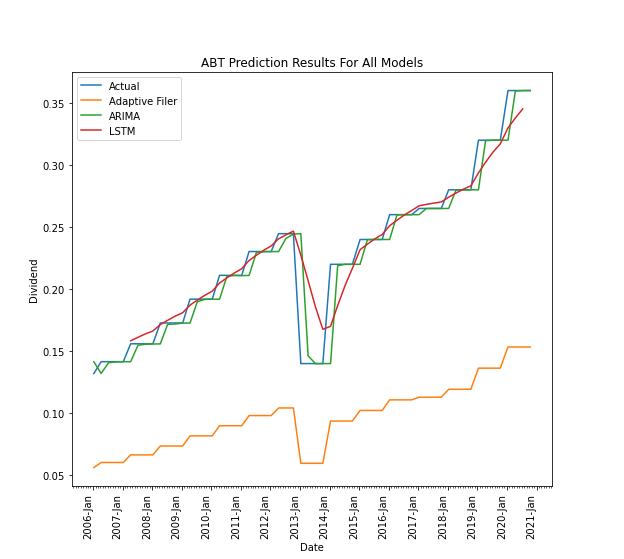 ABT Prediction Results For All Models
Actual
Adaptive Filer
ARIMA
LSTM
0.35
0.30
0.25
0.20
0.15
0.10
0.05
Dividend
2006-Jan
2007-Jan
2008-Jan
2009-Jan
2010-Jan
2011-Jan
2012-Jan
2013-Jan
2014-Jan
2015-Jan
2016-Jan
2017-Jan
2018-Jan
2019-Jan
2020-Jan
2021-Jan
Date